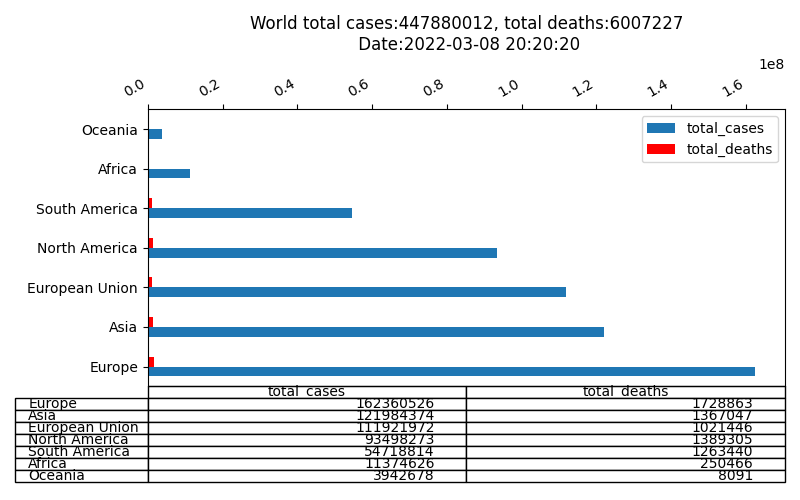 World total cases:447880012, total deaths:6007227
Date:2022-03-08 20:20:20
1e8
0.0 0.2 0.4 0.6 0.8 1.0 1.2 1.4 1.6
total_cases
total_deaths
Oceania
Africa
South America
North America
European Union
Asia
Europe
total_cases total_deaths
Europe 162360526 1728863
Asia 121984374 1367047
European Union 111921972 1021446
North America 93498273 1389305
South America 54718814 1263440
Africa 11374626 250466
Oceania 3942678 8091